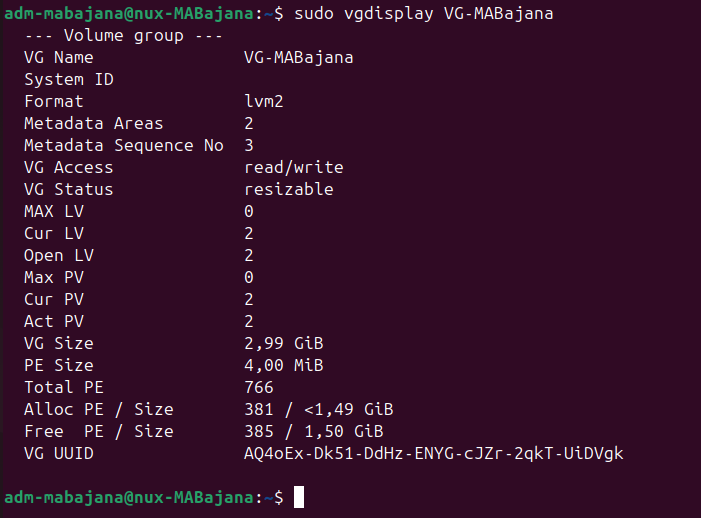 adm-mabajana@nux-MABajana:~$ sudo vgdisplay VG-MABajana
--- Volume group ---
VG Name VG-MABajana
System ID
Format lvm2
Metadata Areas 2
Metadata Sequence No 3
VG Access read/write
VG Status resizable
MAX LV 0
Cur LV 2
Open LV 2
Max PV 0
Cur PV 2
Act PV 2
VG Size 2,99 GiB
PE Size 4,00 MiB
Total PE 766
Alloc PE / Size 381 / <1,49 GiB
Free PE / Size 385 / 1,50 GiB
VG UUID AQ4oEx-Dk51-DdHz-ENYG-cJZr-2qkT-UiDVgk
adm-mabajana@nux-MABajana:~$